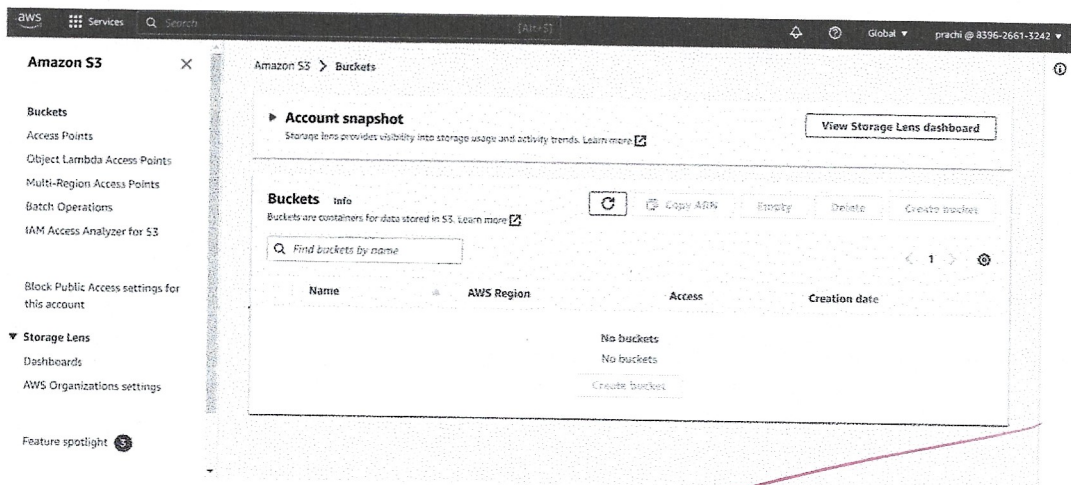 aws Services Search [Alt+S] Global prachi @ 8396-2661-3242
Amazon S3
Buckets
Access Points
Object Lambda Access Points
Multi-Region Access Points
Batch Operations
IAM Access Analyzer for S3
Block Public Access settings for
this account
Storage Lens
Dashboards
AWS Organizations settings
Feature spotlight 3
Amazon S3 > Buckets
Account snapshot
Storage lens provides visibility into storage usage and activity trends. Learn more
View Storage Lens dashboard
Buckets Info
Buckets are containers for data stored in S3. Learn more
Copy ARN Empty Delete Create bucket
Find buckets by name
1
Name AWS Region Access Creation date
No buckets
No buckets
Create bucket